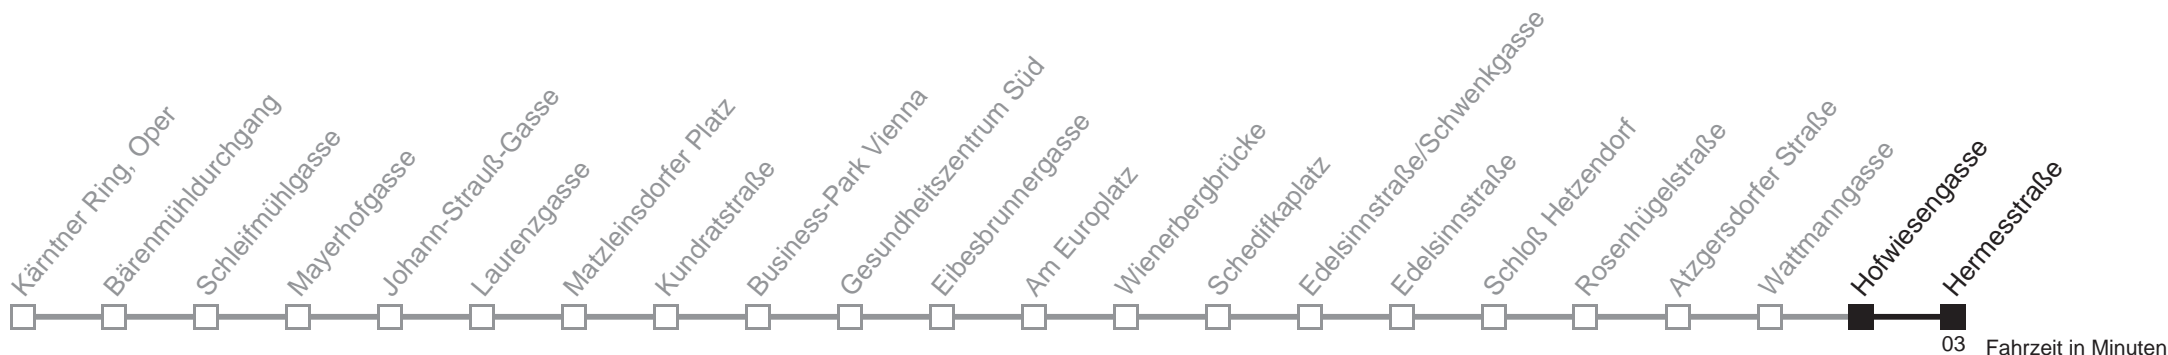 Kärntner Ring, Oper
Bärenmühldurchgang
Schleifmühlgasse
Mayerhofgasse
Johann-Strauß-Gasse
Laurenzgasse
Matzleinsdorfer Platz
Kundratstraße
Business-Park Vienna
Gesundheitszentrum Süd
Eibesbrunnergasse
Am Europlatz
Wienerbergbrücke
Schedifkaplatz
Edelsinnstraße/Schwenkgasse
Edelsinnstraße
Schloß Hetzendorf
Rosenhügelstraße
Atzgersdorfer Straße
Wattmanngasse
Hofwiesengasse
Hermesstraße
03
Fahrzeit in Minuten